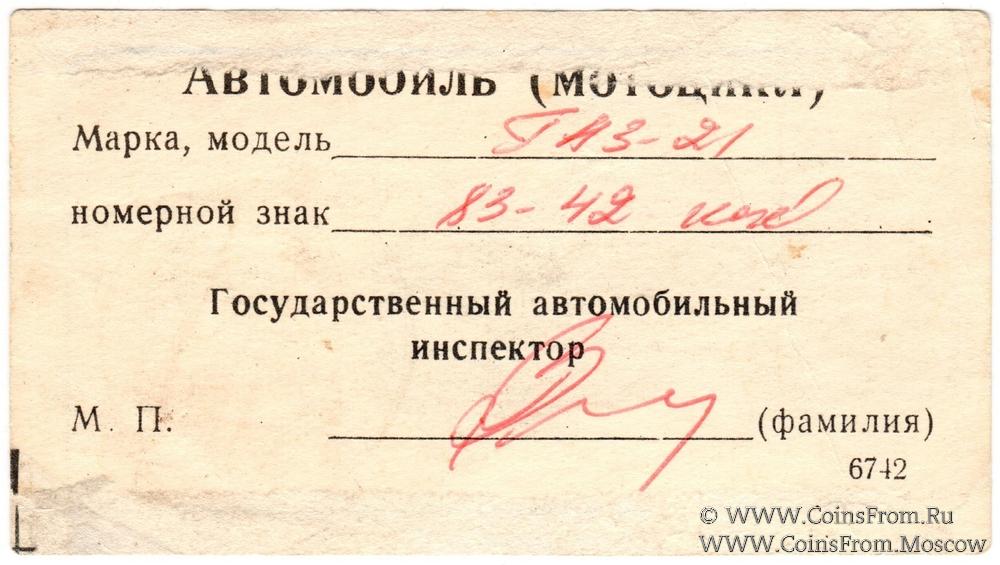 Автомобиль (мотоцикл)
Марка, модель ГАЗ-21
номерной знак 83-42
Государственный автомобильный
инспектор
М. П. (фамилия)
6742
© WWW.CoinsFrom.Ru
WWW.CoinsFrom.Moscow